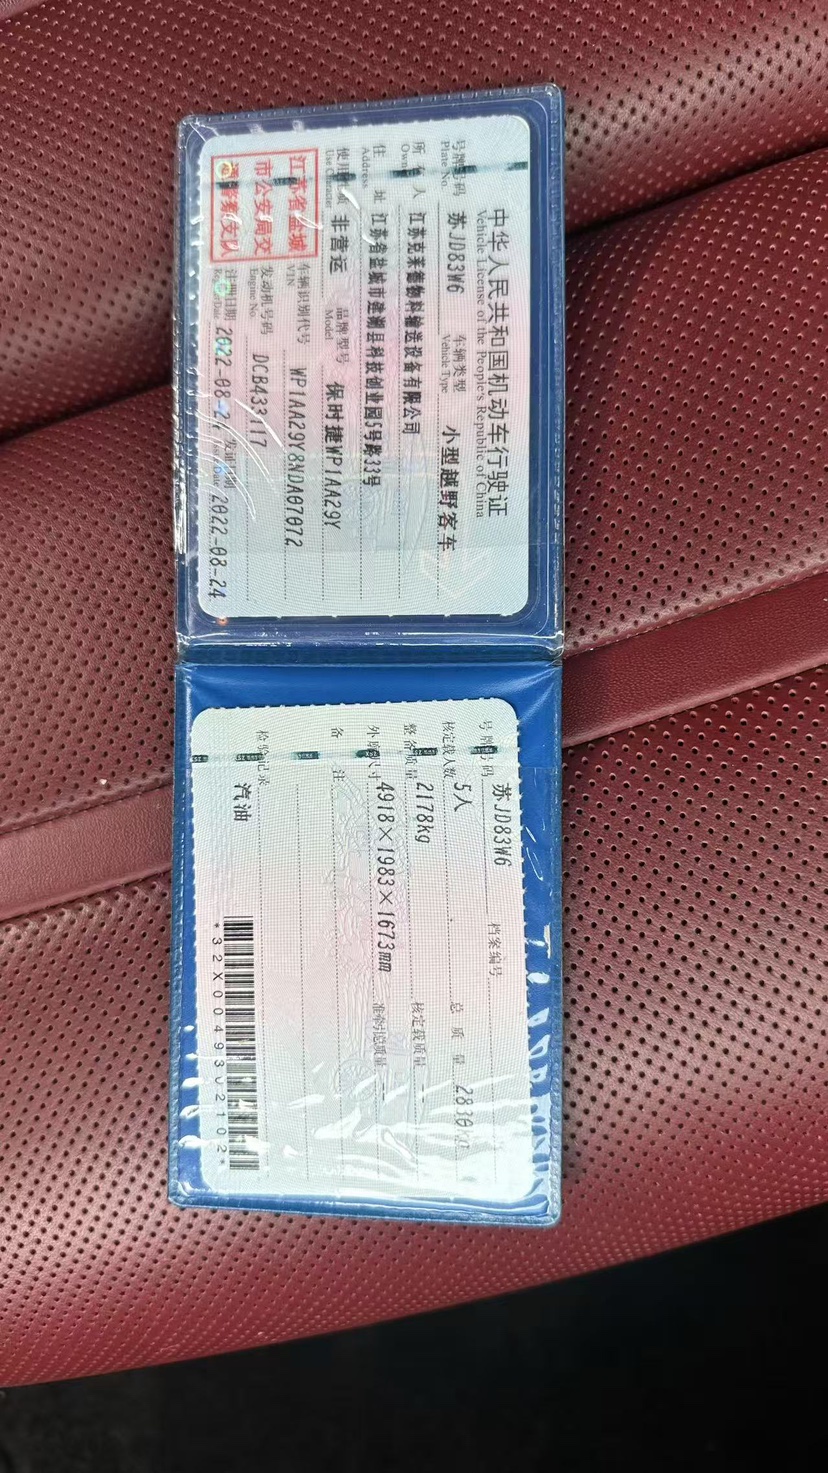 中华人民共和国机动车行驶证
Vehicle License of the People's Republic of China
号牌号码 苏JD83W6 车辆类型 小型越野客车
Plate No. Vehicle Type
所有人 江苏克莱德物料输送设备有限公司
Owner
住址 江苏省盐城市建湖县科技创业园5号路33号
Address
使用性质 非营运 品牌型号 保时捷WP1AA29Y
Use Character Model
江苏省盐城
市公安局交
通警察支队
车辆识别代号 WP1AA29Y8NDA07072
VIN
发动机号码
Engine No.
注册日期 发证日期 2022-08-24
号牌号码 苏JD83W6 档案编号
核定载人数 5人 总质量
整备质量 2178kg 核定载质量
外廓尺寸 4918×1983×1673mm 准牵引总质量
备注
检验记录
汽油